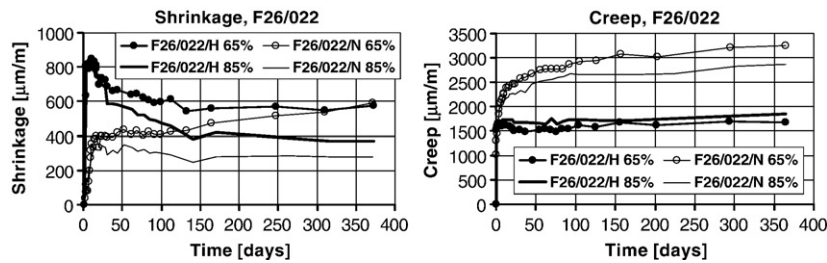 Shrinkage, F26/022
Shrinkage [µm/m]
1000
800
600
400
200
0
F26/022/H 65% F26/022/N 65%
F26/022/H 85% F26/022/N 85%
0 50 100 150 200 250 300 350 400
Time [days]
Creep, F26/022
Creep [µm/m]
3500
3000
2500
2000
1500
1000
500
0
F26/022/H 65% F26/022/N 65%
F26/022/H 85% F26/022/N 85%
0 50 100 150 200 250 300 350 400
Time [days]